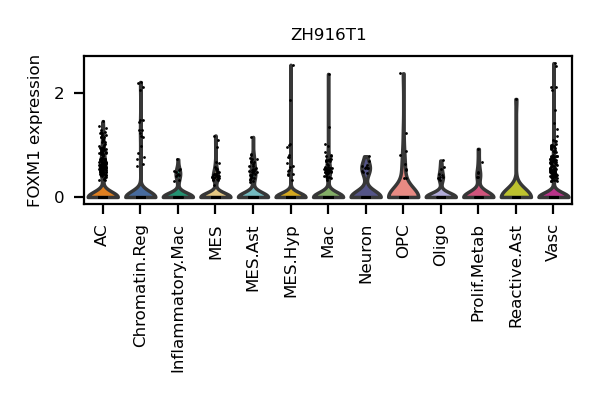 ZH916T1
FOXM1 expression
2
0
AC
Chromatin.Reg
Inflammatory.Mac
MES
MES.Ast
MES.Hyp
Mac
Neuron
OPC
Oligo
Prolif.Metab
Reactive.Ast
Vasc